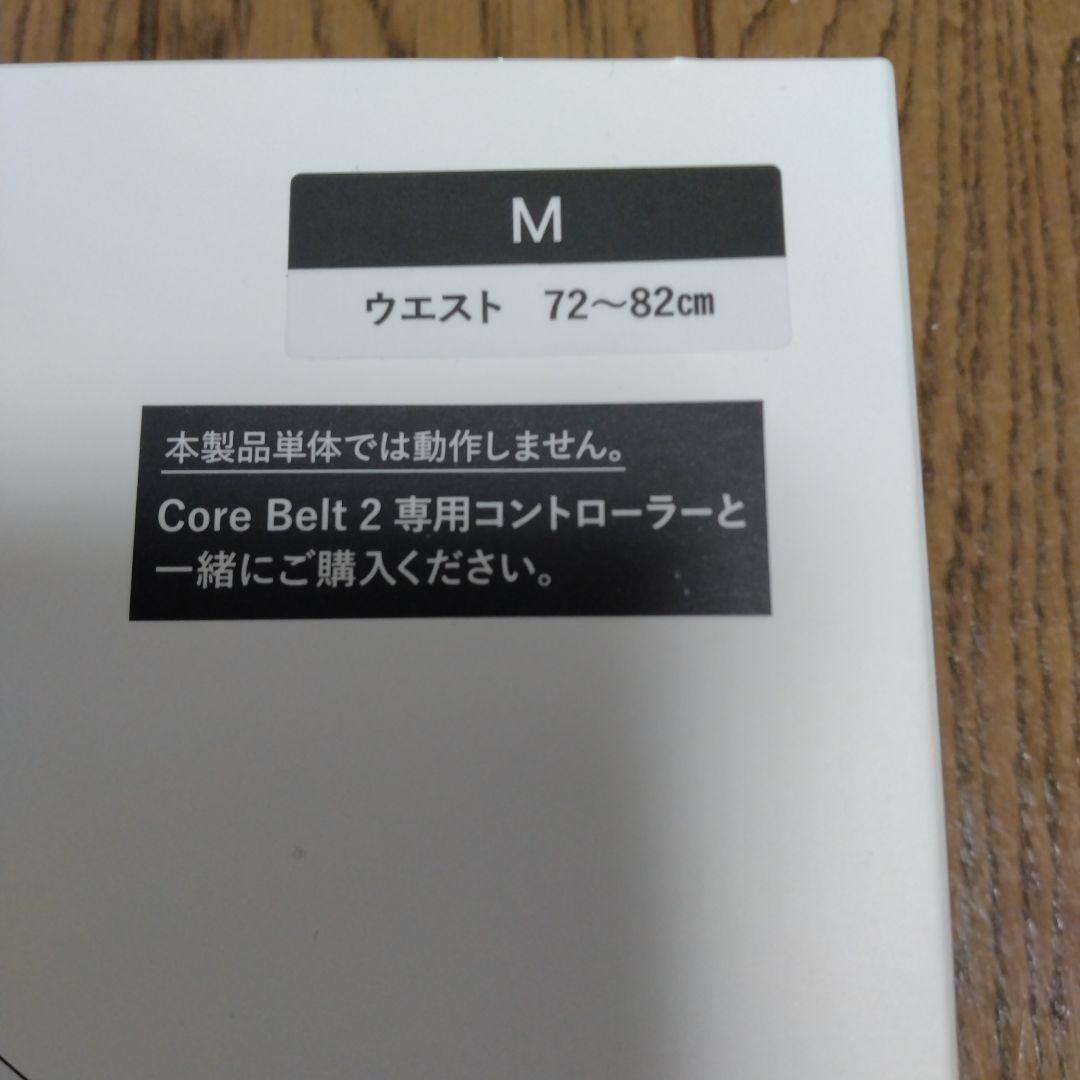 M
ウエスト 72〜82㎝
本製品単体では動作しません。
Core Belt 2 専用コントローラーと
一緒にご購入ください。